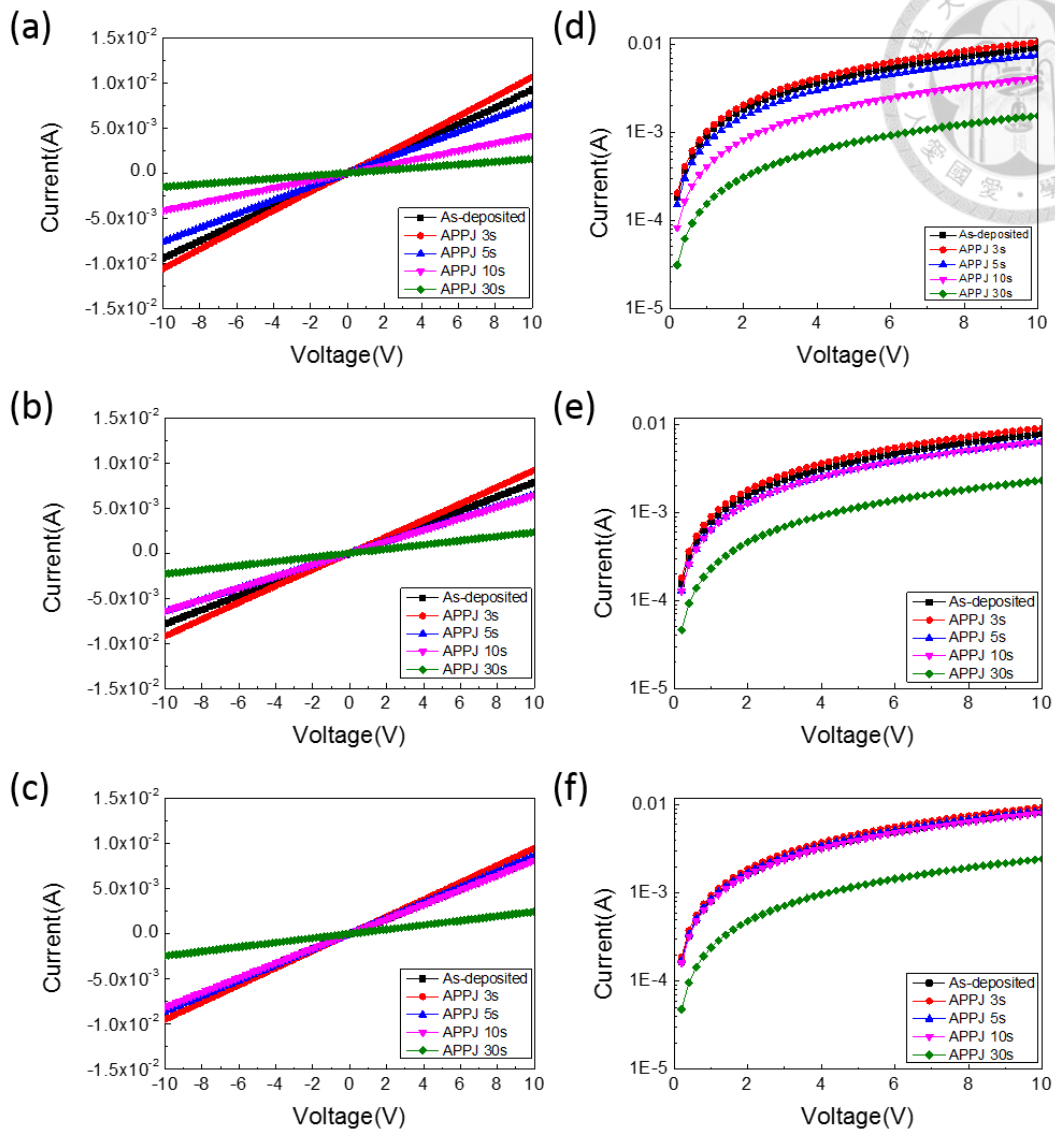 (a)
1.5x10⁻²
1.0x10⁻²
5.0x10⁻³
0.0
-5.0x10⁻³
-1.0x10⁻²
-1.5x10⁻²
Current(A)
-10 -8 -6 -4 -2 0 2 4 6 8 10
Voltage(V)
As-deposited
APPJ 3s
APPJ 5s
APPJ 10s
APPJ 30s
(d)
0.01
1E-3
1E-4
1E-5
Current(A)
0 2 4 6 8 10
Voltage(V)
As-deposited
APPJ 3s
APPJ 5s
APPJ 10s
APPJ 30s
大
學
人
愛
國
愛
學
(b)
1.5x10⁻²
1.0x10⁻²
5.0x10⁻³
0.0
-5.0x10⁻³
-1.0x10⁻²
-1.5x10⁻²
Current(A)
-10 -8 -6 -4 -2 0 2 4 6 8 10
Voltage(V)
As-deposited
APPJ 3s
APPJ 5s
APPJ 10s
APPJ 30s
(e)
0.01
1E-3
1E-4
1E-5
Current(A)
0 2 4 6 8 10
Voltage(V)
As-deposited
APPJ 3s
APPJ 5s
APPJ 10s
APPJ 30s
(c)
1.5x10⁻²
1.0x10⁻²
5.0x10⁻³
0.0
-5.0x10⁻³
-1.0x10⁻²
-1.5x10⁻²
Current(A)
-10 -8 -6 -4 -2 0 2 4 6 8 10
Voltage(V)
As-deposited
APPJ 3s
APPJ 5s
APPJ 10s
APPJ 30s
(f)
0.01
1E-3
1E-4
1E-5
Current(A)
0 2 4 6 8 10
Voltage(V)
As-deposited
APPJ 3s
APPJ 5s
APPJ 10s
APPJ 30s